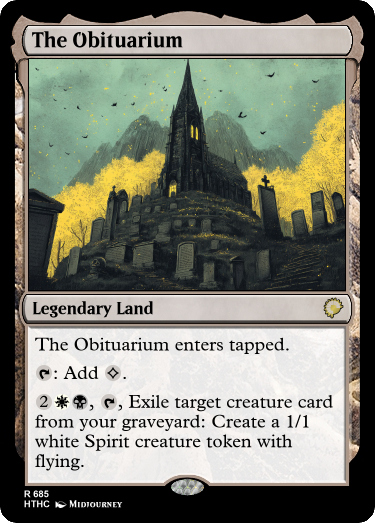 The Obituarium
Legendary Land
The Obituarium enters tapped.
: Add .
2, , Exile target creature card
from your graveyard: Create a 1/1
white Spirit creature token with
flying.
R 685
HTHC MIDJOURNEY